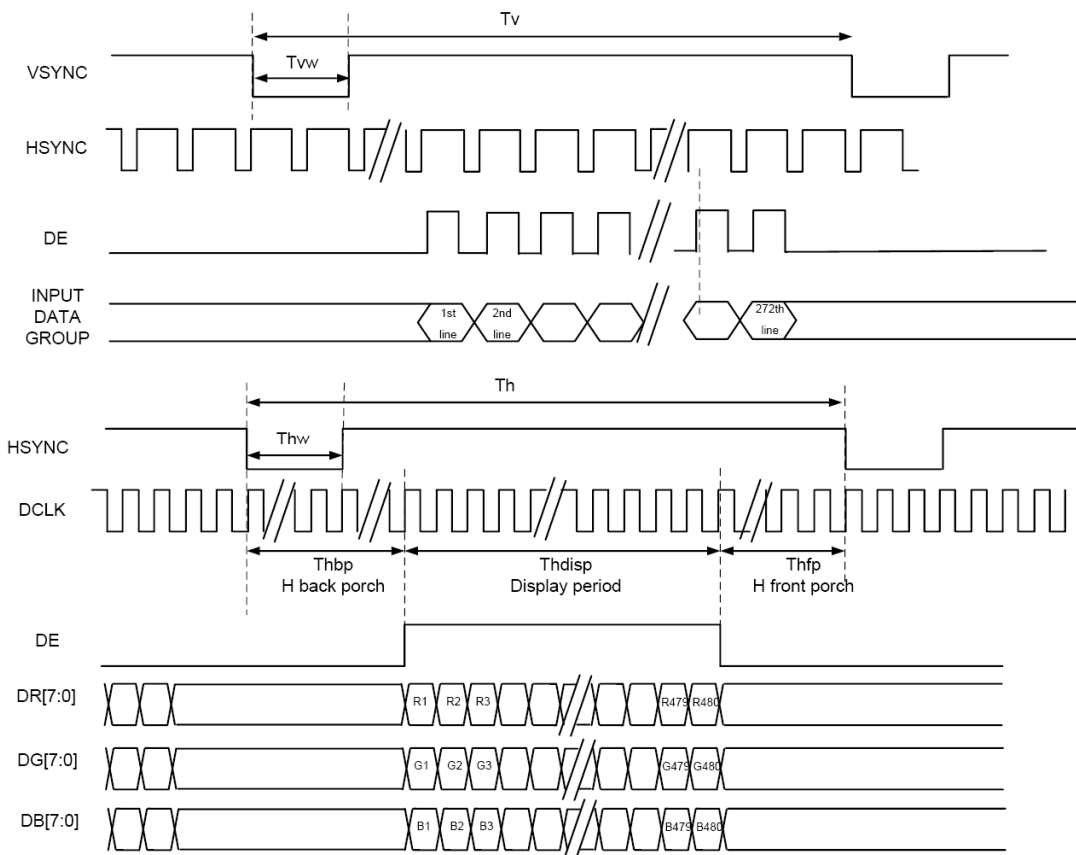 Tv
VSYNC
Tvw
HSYNC
DE
INPUT
DATA
GROUP
1st
line
2nd
line
272th
line
Th
HSYNC
Thw
DCLK
Thbp
H back porch
Thdisp
Display period
Thfp
H front porch
DE
DR[7:0]
R1 R2 R3 R479 R480
DG[7:0]
G1 G2 G3 G479 G480
DB[7:0]
B1 B2 B3 B479 B480